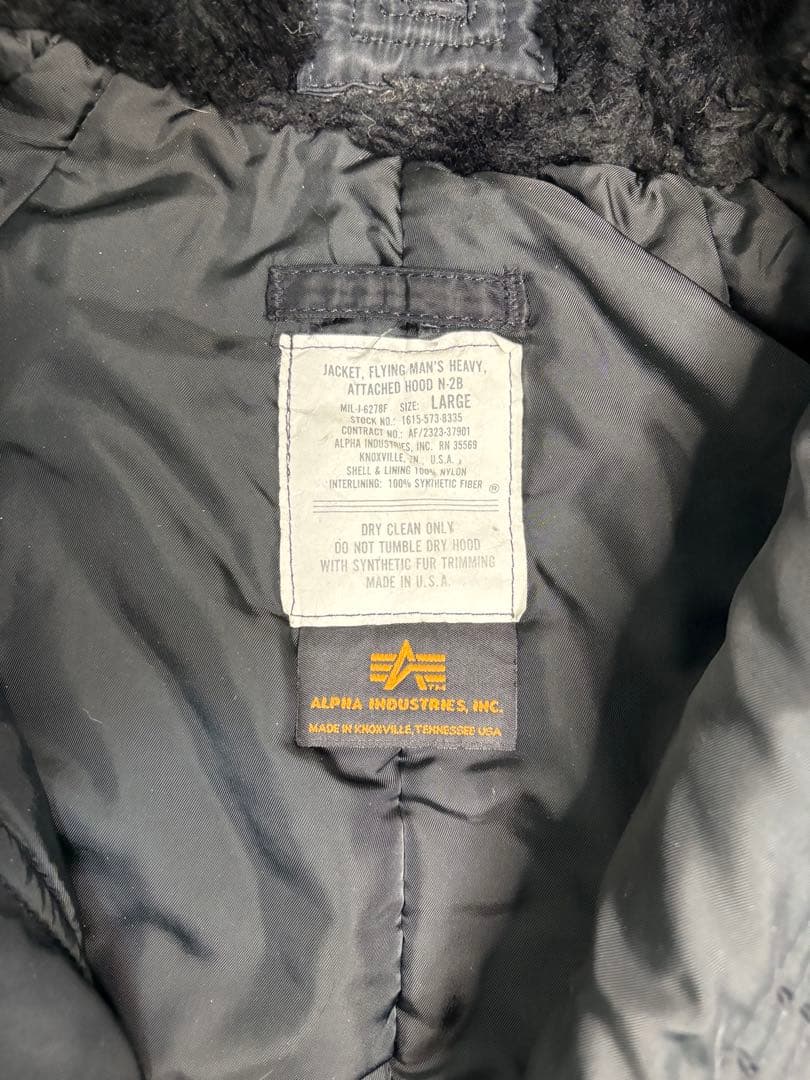 JACKET, FLYING MAN'S HEAVY,
ATTACHED HOOD N-2B
MIL-J-6278F SIZE: LARGE
STOCK NO.: 1615-573-8335
CONTRACT NO.: AF/2323-37901
ALPHA INDUSTRIES, INC. RN 35569
KNOXVILLE, TN, U.S.A.
SHELL & LINING 100% NYLON
INTERLINING: 100% SYNTHETIC FIBER ®
DRY CLEAN ONLY
DO NOT TUMBLE DRY HOOD
WITH SYNTHETIC FUR TRIMMING
MADE IN U.S.A.
TM
ALPHA INDUSTRIES, INC.
MADE IN KNOXVILLE, TENNESSEE USA